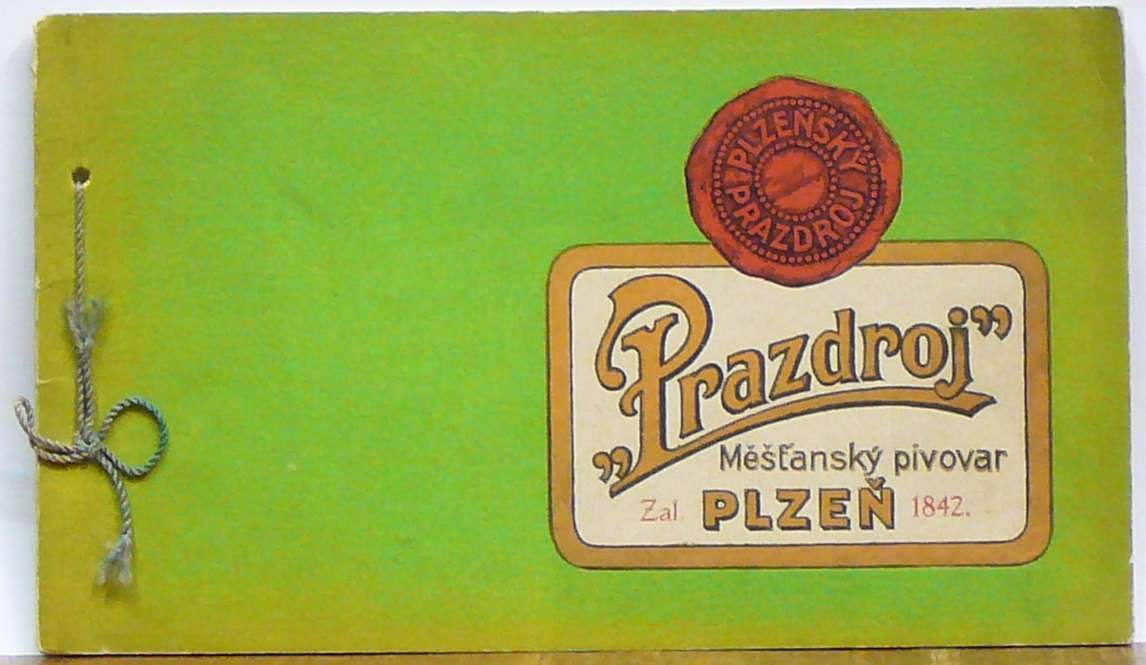 PLZEŇSKÝ
PRAZDROJ
„Prazdroj”
Měšťanský pivovar
Zal. PLZEŇ 1842.